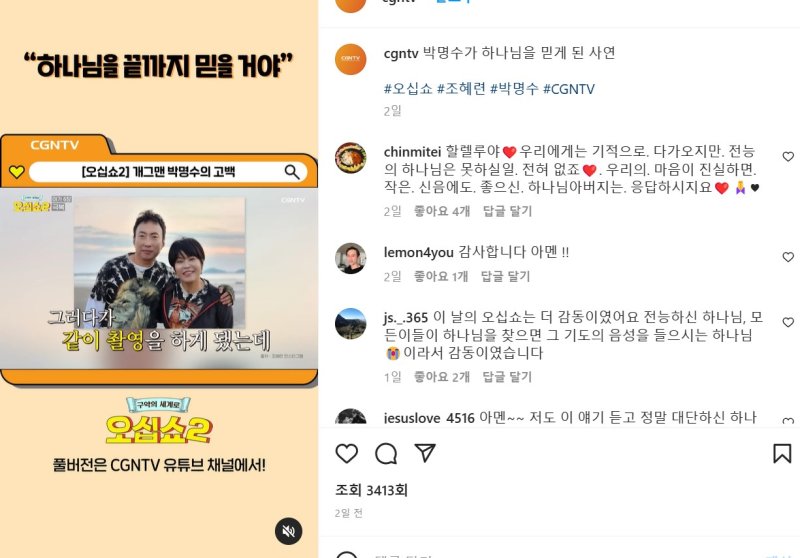 “하나님을 끝까지 믿을 거야”
CGNTV
[오십쇼2] 개그맨 박명수의 고백
오십쇼2
CGNTV
그러다가
같이 촬영을 하게 됐는데
구약의 세계로
오십쇼2
풀버전은 CGNTV 유튜브 채널에서!
cgntv 박명수가 하나님을 믿게 된 사연
#오십쇼 #조혜련 #박명수 #CGNTV
2일
chinmitei 할렐루야❤️우리에게는 기적으로. 다가오지만. 전능
의 하나님은 못하실일. 전혀 없죠❤️. 우리의. 마음이 진실하면.
작은. 신음에도. 좋으신. 하나님아버지는. 응답하시지요❤️🧘‍♀️♥
2일 좋아요 4개 답글 달기
lemon4you 감사합니다 아멘 !!
2일 좋아요 1개 답글 달기
js._.365 이 날의 오십쇼는 더 감동이였어요 전능하신 하나님, 모
든이들이 하나님을 찾으면 그 기도의 음성을 들으시는 하나님
이라서 감동이였습니다
1일 좋아요 2개 답글 달기
jesuslove_4516 아멘~~ 저도 이 얘기 듣고 정말 대단하신 하나
조회 3413회
2일 전